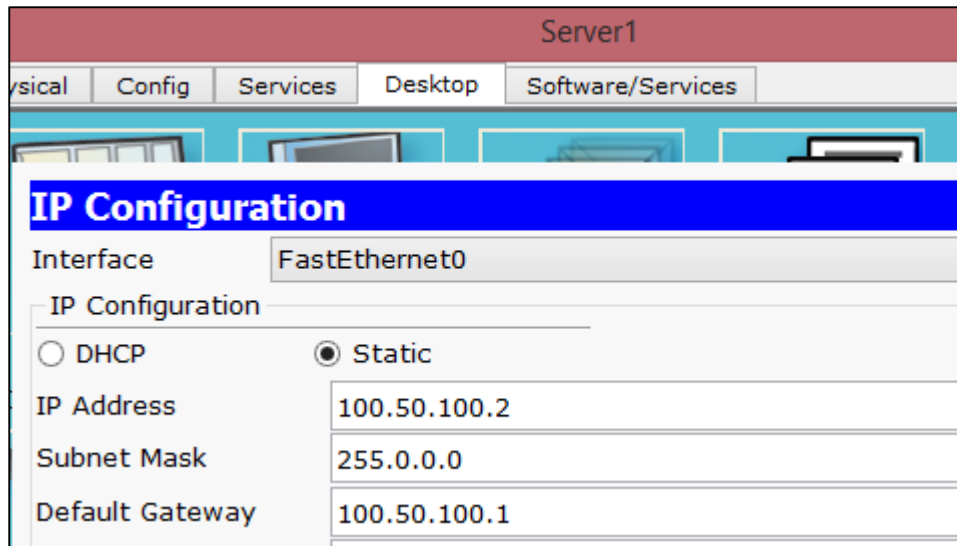 Server1
ysical Config Services Desktop Software/Services
IP Configuration
Interface FastEthernet0
IP Configuration
DHCP Static
IP Address 100.50.100.2
Subnet Mask 255.0.0.0
Default Gateway 100.50.100.1